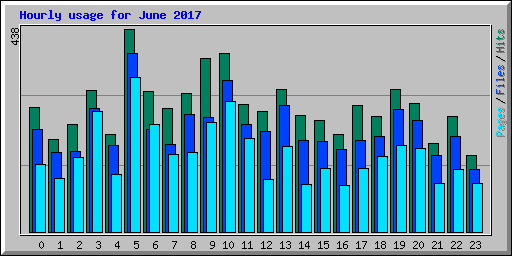 Hourly usage for June 2017
438
Pages / Files / Hits
0 1 2 3 4 5 6 7 8 9 10 11 12 13 14 15 16 17 18 19 20 21 22 23